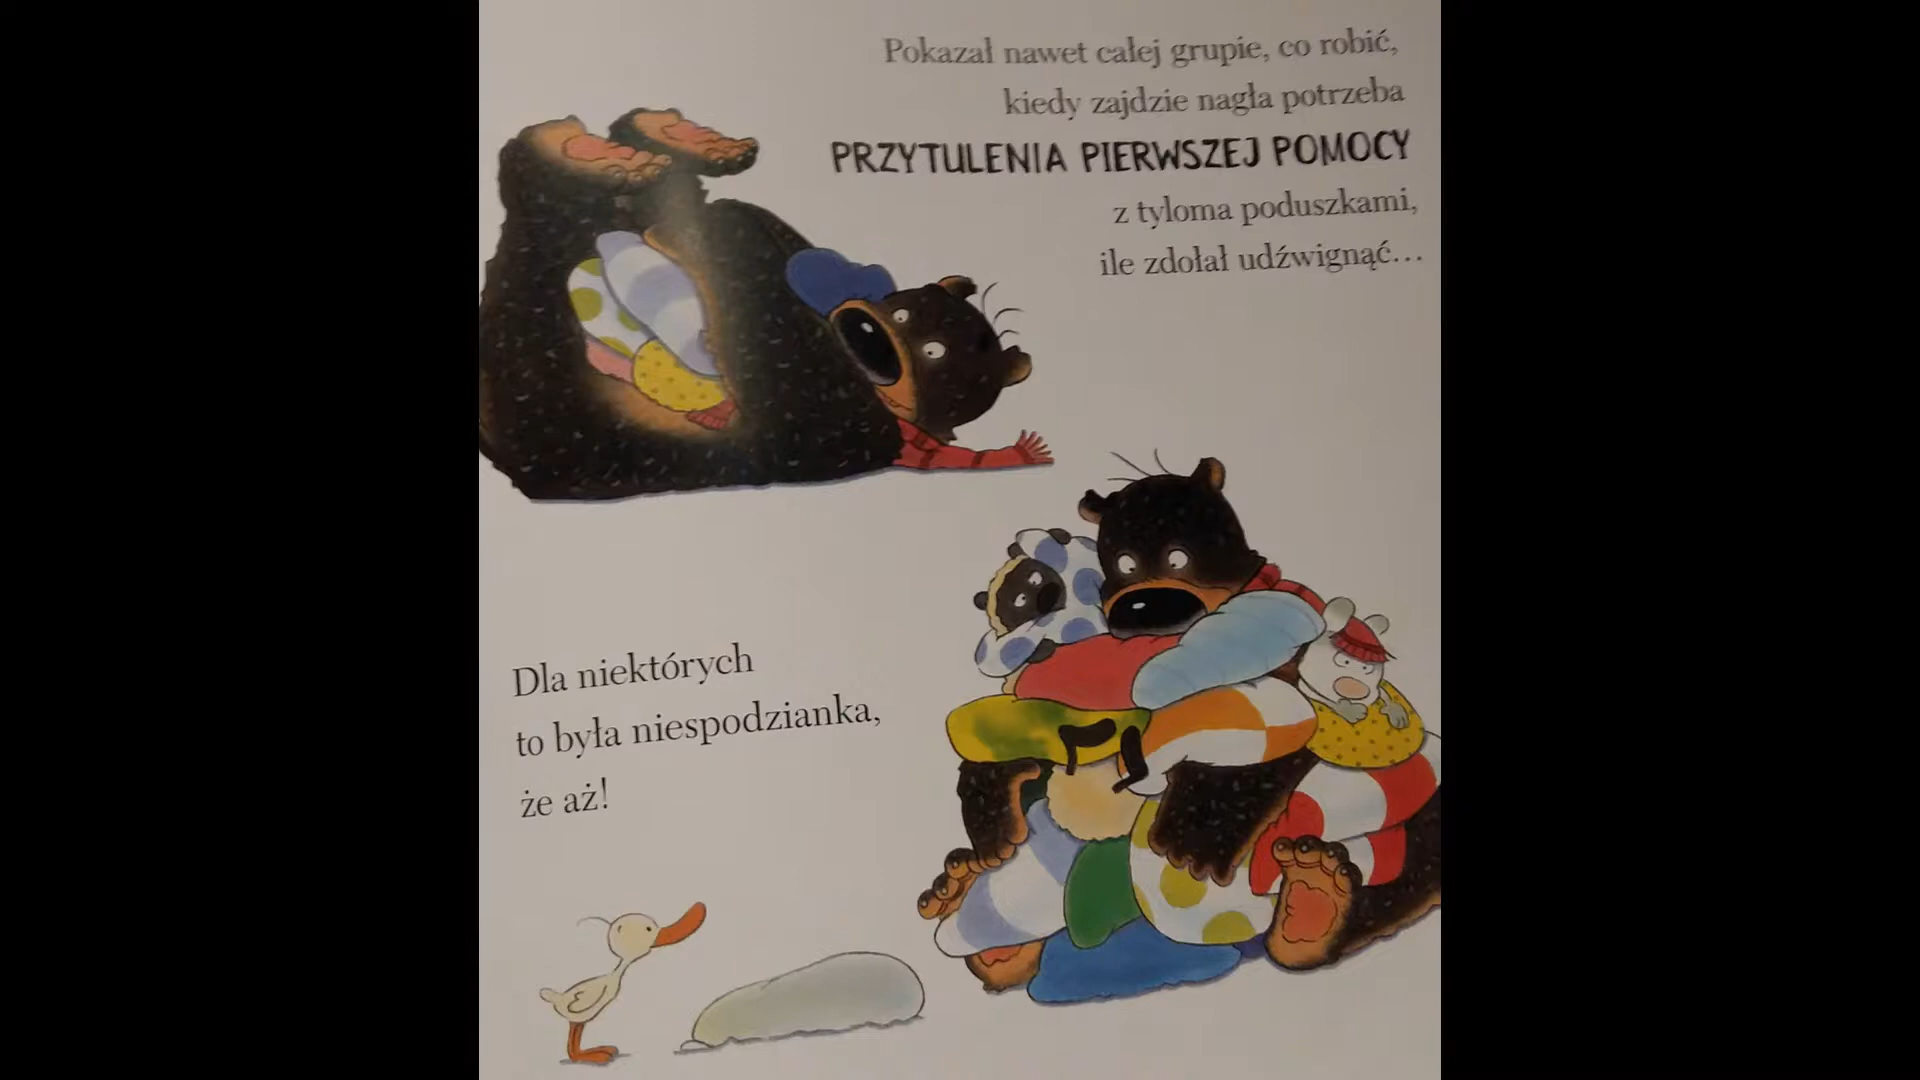 Pokazał nawet całej grupie, co robić,
kiedy zajdzie nagła potrzeba
PRZYTULENIA PIERWSZEJ POMOCY
z tyloma poduszkami,
ile zdołał udźwignąć...
Dla niektórych
to była niespodzianka,
że aż!